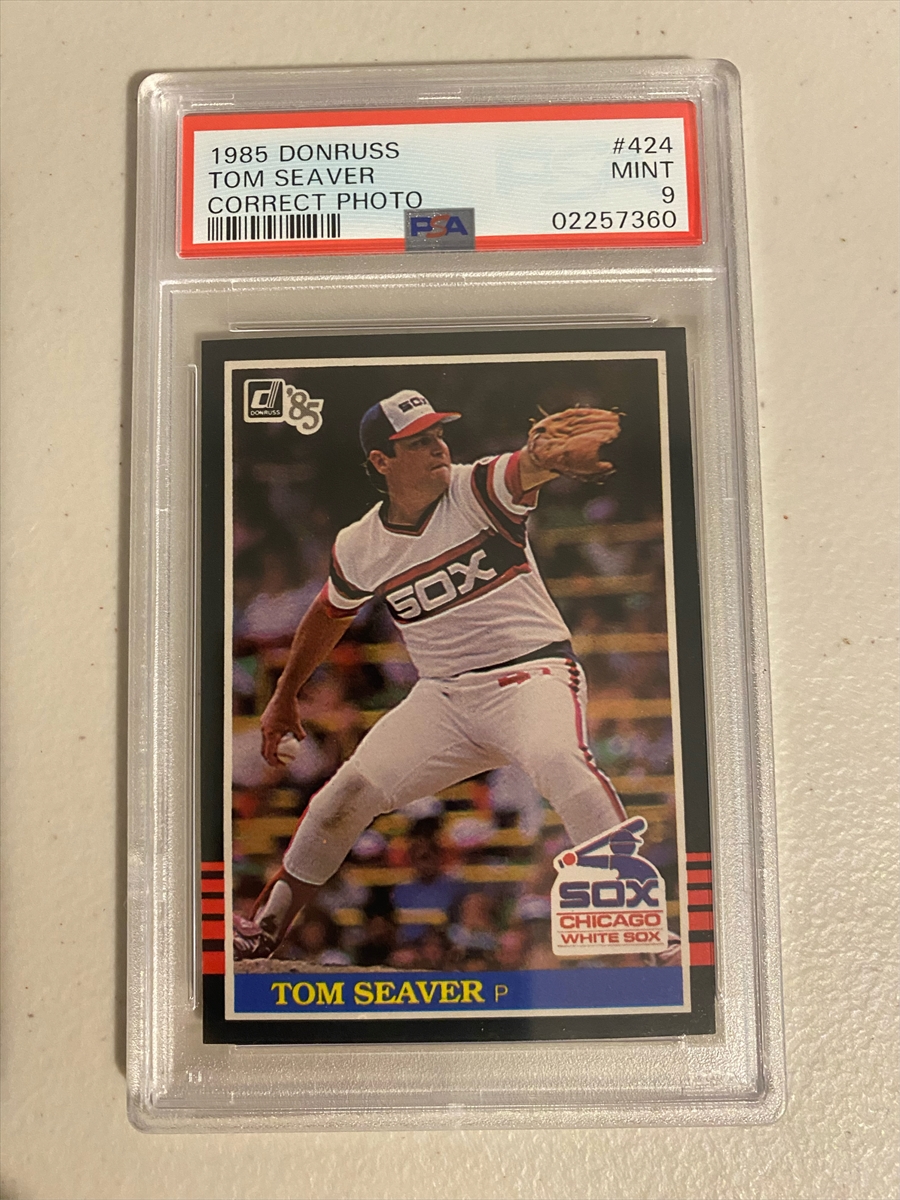 1985 DONRUSS #424
TOM SEAVER MINT
CORRECT PHOTO 9
PSA 02257360
d
DONRUSS
'85
SOX
SOX
SOX
CHICAGO
WHITE SOX
TOM SEAVER P